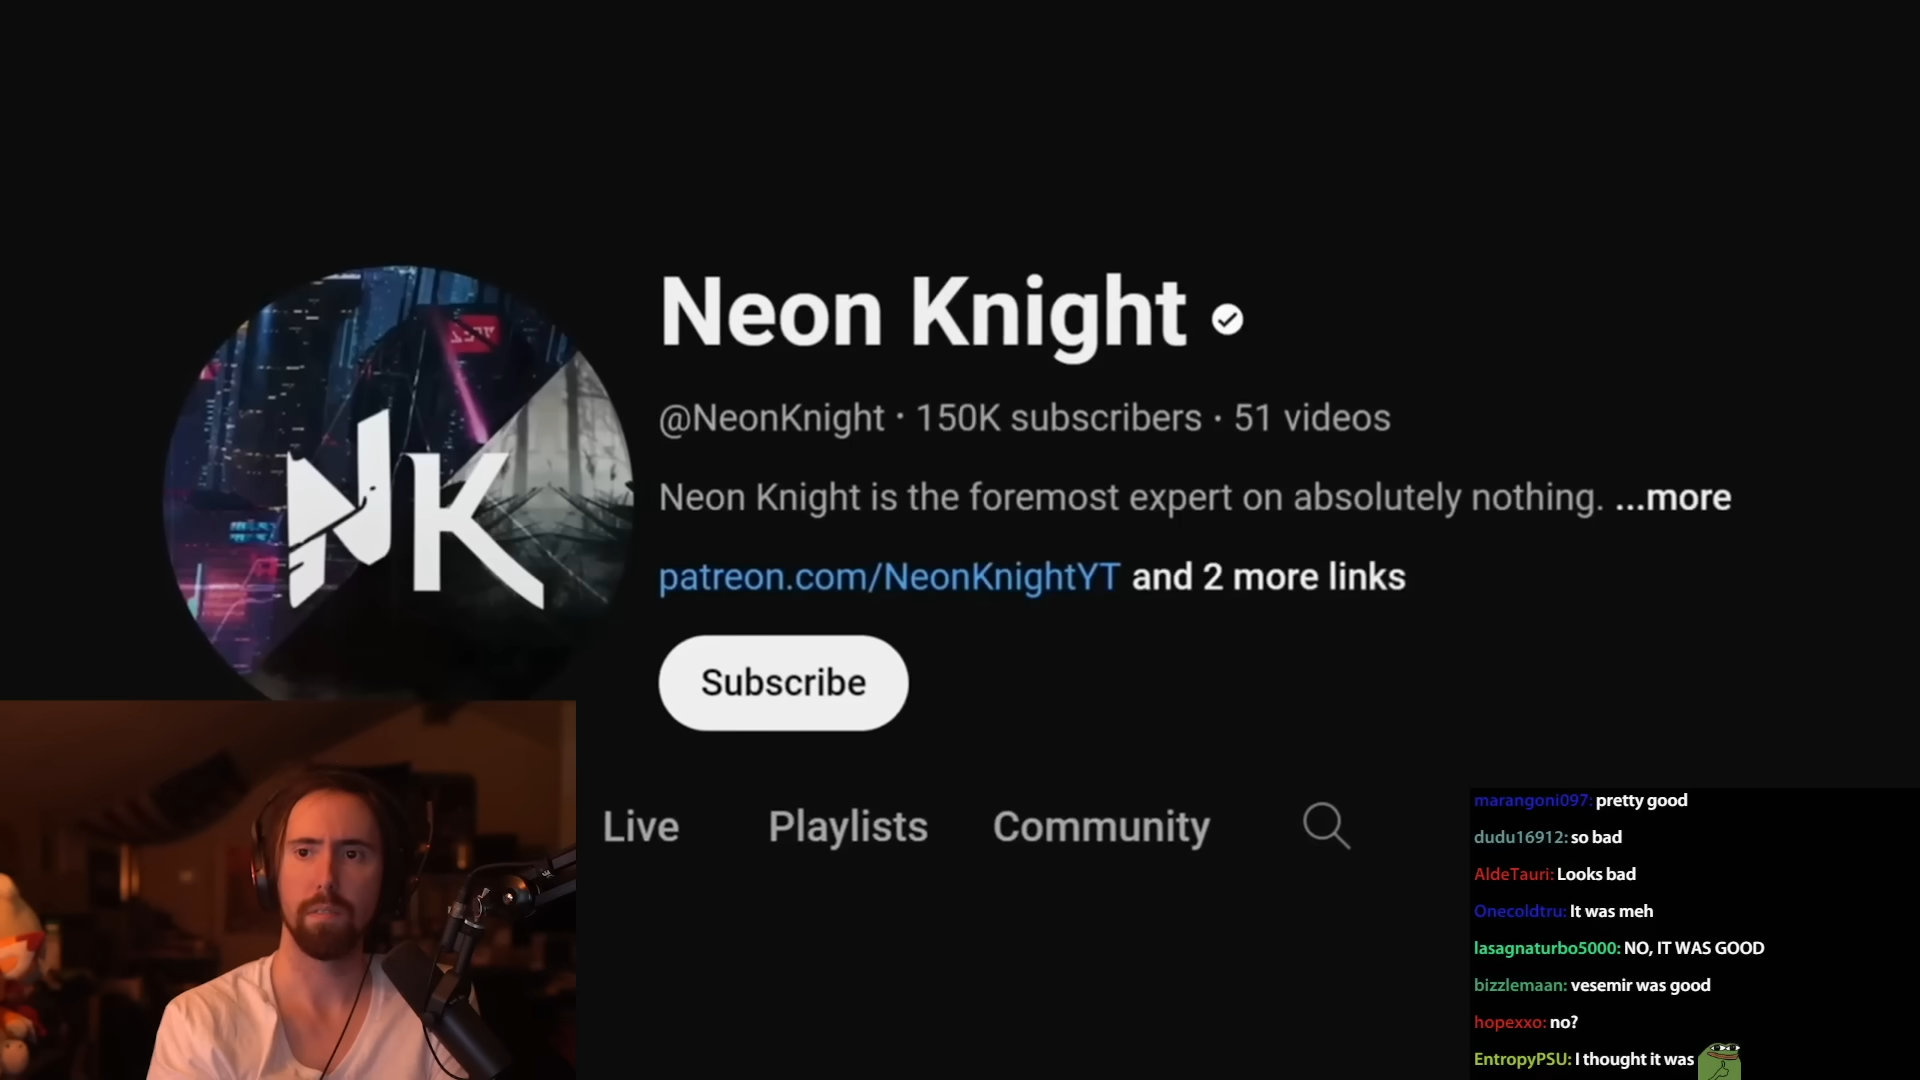 Neon Knight
@NeonKnight · 150K subscribers · 51 videos
Neon Knight is the foremost expert on absolutely nothing. ...more
patreon.com/NeonKnightYT and 2 more links
NK
Subscribe
Live Playlists Community
marangoni097: pretty good
dudu16912: so bad
AldeTauri: Looks bad
Onecoldtru: It was meh
lasagnaturbo5000: NO, IT WAS GOOD
bizzlemaan: vesemir was good
hopexxo: no?
EntropyPSU: I thought it was